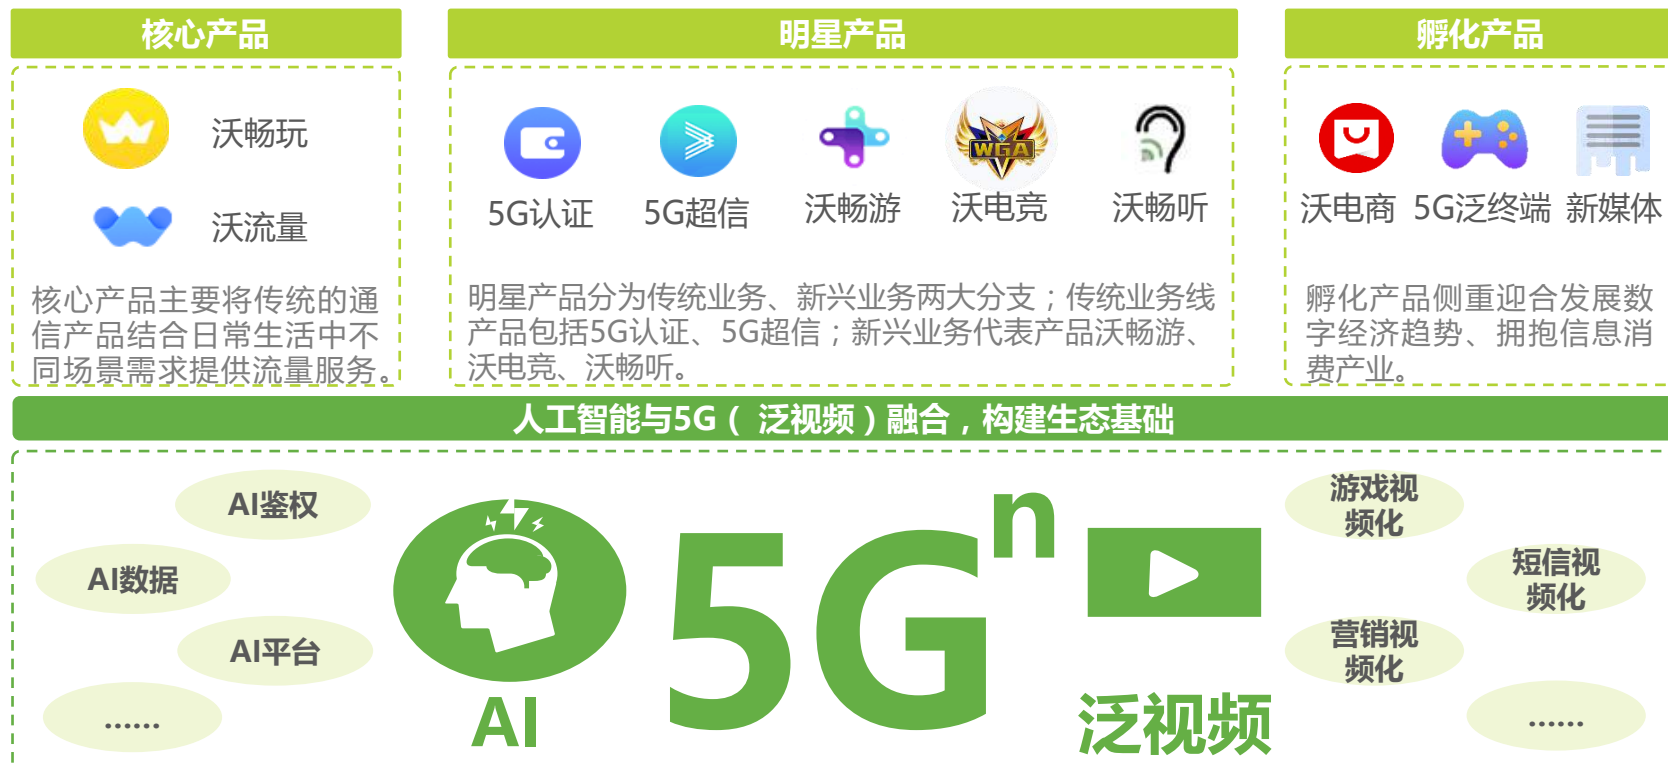 核心产品
明星产品
孵化产品
沃畅玩
沃流量
核心产品主要将传统的通
信产品结合日常生活中不
同场景需求提供流量服务。
WGA
5G认证
5G超信
沃畅游
沃电竞
沃畅听
明星产品分为传统业务、新兴业务两大分支；传统业务线
产品包括5G认证、5G超信；新兴业务代表产品沃畅游、
沃电竞、沃畅听。
沃电商
5G泛终端
新媒体
孵化产品侧重迎合发展数
字经济趋势、拥抱信息消
费产业。
人工智能与5G（ 泛视频）融合，构建生态基础
AI鉴权
AI数据
AI平台
......
AI
5Gn
泛视频
游戏视
频化
短信视
频化
营销视
频化
......